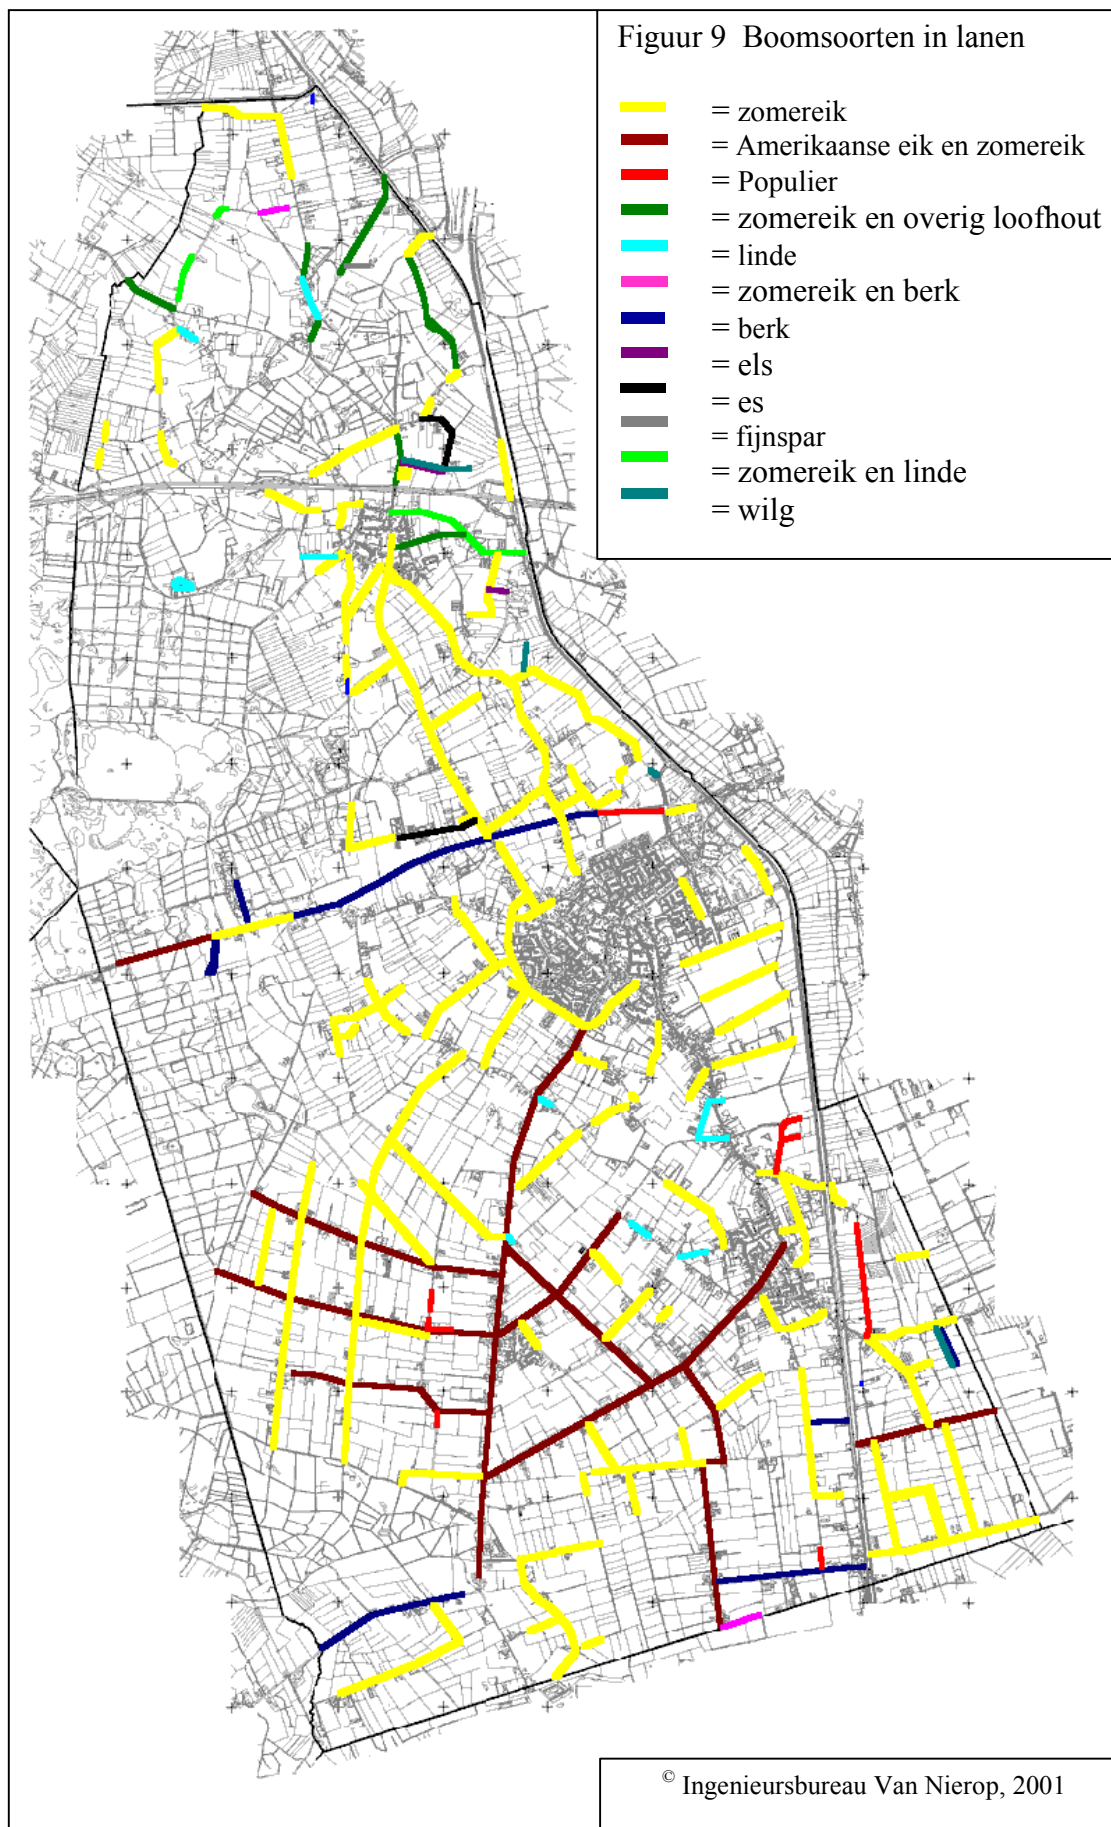 Figuur 9 Boomsoorten in lanen
= zomereik
= Amerikaanse eik en zomereik
= Populier
= zomereik en overig loofhout
= linde
= zomereik en berk
= berk
= els
= es
= fijnspar
= zomereik en linde
= wilg
© Ingenieursbureau Van Nierop, 2001